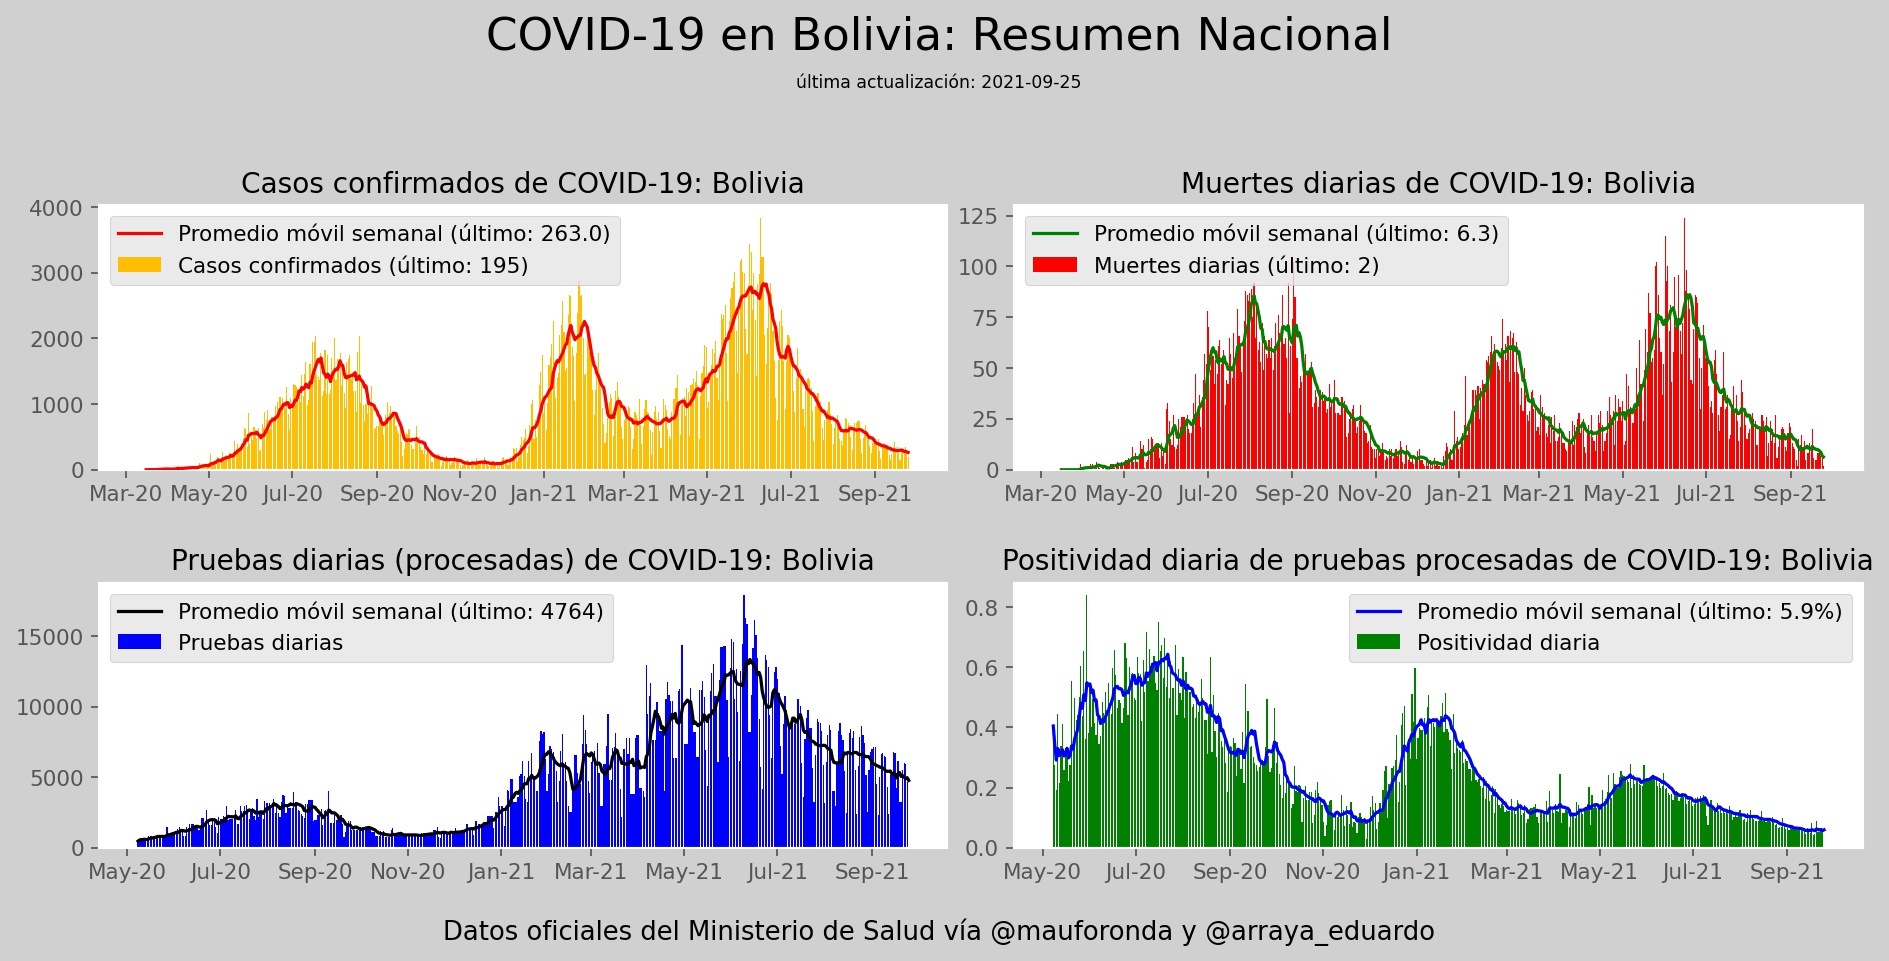 COVID-19 en Bolivia: Resumen Nacional
última actualización: 2021-09-25
Casos confirmados de COVID-19: Bolivia
4000
3000
2000
1000
0
Promedio móvil semanal (último: 263.0)
Casos confirmados (último: 195)
Mar-20 May-20 Jul-20 Sep-20 Nov-20 Jan-21 Mar-21 May-21 Jul-21 Sep-21
Muertes diarias de COVID-19: Bolivia
125
100
75
50
25
0
Promedio móvil semanal (último: 6.3)
Muertes diarias (último: 2)
Mar-20 May-20 Jul-20 Sep-20 Nov-20 Jan-21 Mar-21 May-21 Jul-21 Sep-21
Pruebas diarias (procesadas) de COVID-19: Bolivia
15000
10000
5000
0
Promedio móvil semanal (último: 4764)
Pruebas diarias
May-20 Jul-20 Sep-20 Nov-20 Jan-21 Mar-21 May-21 Jul-21 Sep-21
Positividad diaria de pruebas procesadas de COVID-19: Bolivia
0.8
0.6
0.4
0.2
0.0
Promedio móvil semanal (último: 5.9%)
Positividad diaria
May-20 Jul-20 Sep-20 Nov-20 Jan-21 Mar-21 May-21 Jul-21 Sep-21
Datos oficiales del Ministerio de Salud vía @mauforonda y @arraya_eduardo